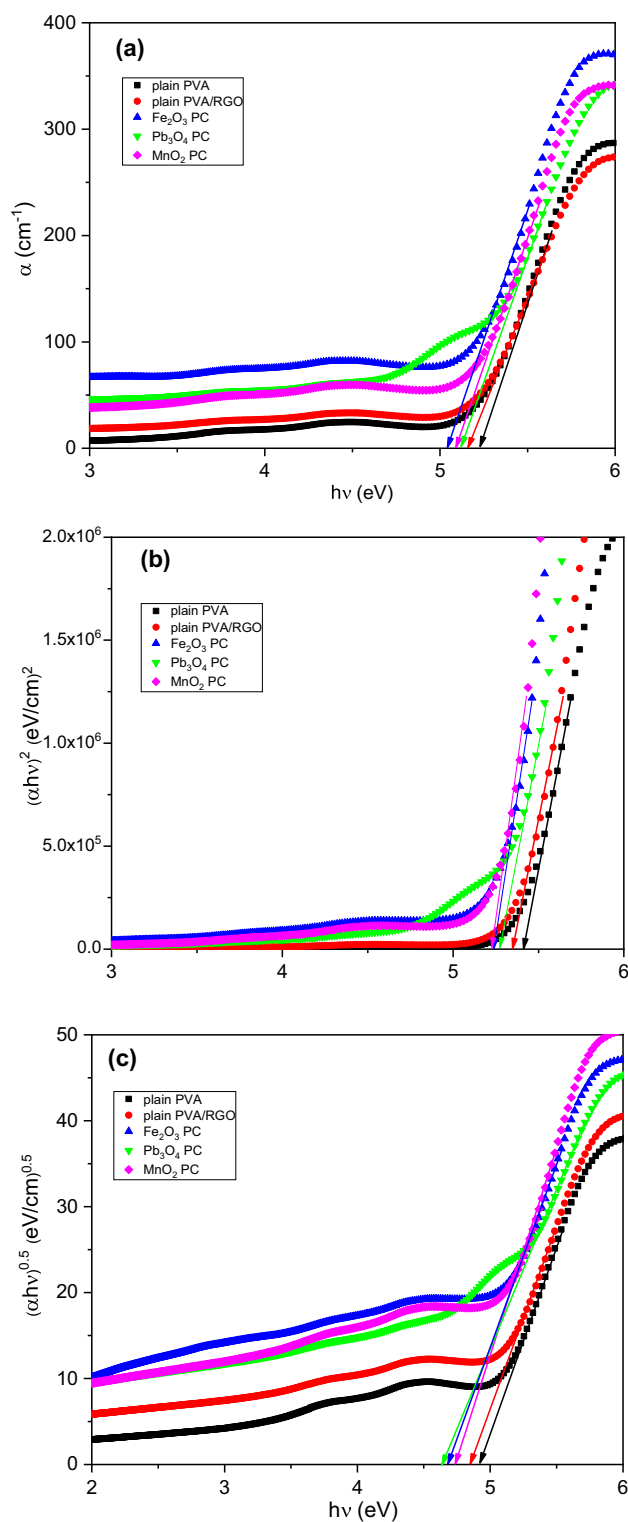 (a)
400
300
200
100
0
α (cm⁻¹)
plain PVA
plain PVA/RGO
Fe₂O₃ PC
Pb₃O₄ PC
MnO₂ PC
3 4 5 6
hν (eV)
(b)
2.0x10⁶
1.5x10⁶
1.0x10⁶
5.0x10⁵
0.0
(αhν)² (eV/cm)²
plain PVA
plain PVA/RGO
Fe₂O₃ PC
Pb₃O₄ PC
MnO₂ PC
3 4 5 6
(c)
50
40
30
20
10
0
(αhν)⁰·⁵ (eV/cm)⁰·⁵
plain PVA
plain PVA/RGO
Fe₂O₃ PC
Pb₃O₄ PC
MnO₂ PC
2 3 4 5 6
hν (eV)